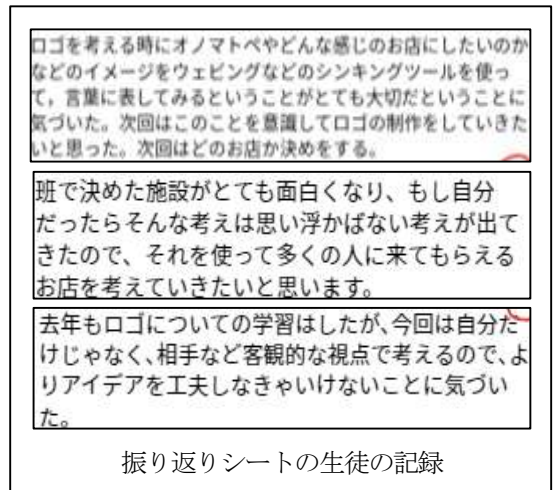 ロゴを考える時にオノマトペやどんな感じのお店にしたいのか
などのイメージをウェビングなどのシンキングツールを使っ
て，言葉に表してみるということがとても大切だということに
気づいた。次回はこのことを意識してロゴの制作をしていきた
いと思った。次回はどのお店か決めをする。
班で決めた施設がとても面白くなり、もし自分
だったらそんな考えは思い浮かばない考えが出て
きたので、それを使って多くの人に来てもらえる
お店を考えていきたいと思います。
去年もロゴについての学習はしたが、今回は自分だ
けじゃなく、相手など客観的な視点で考えるので、よ
りアイデアを工夫しなきゃいけないことに気づい
た。
振り返りシートの生徒の記録